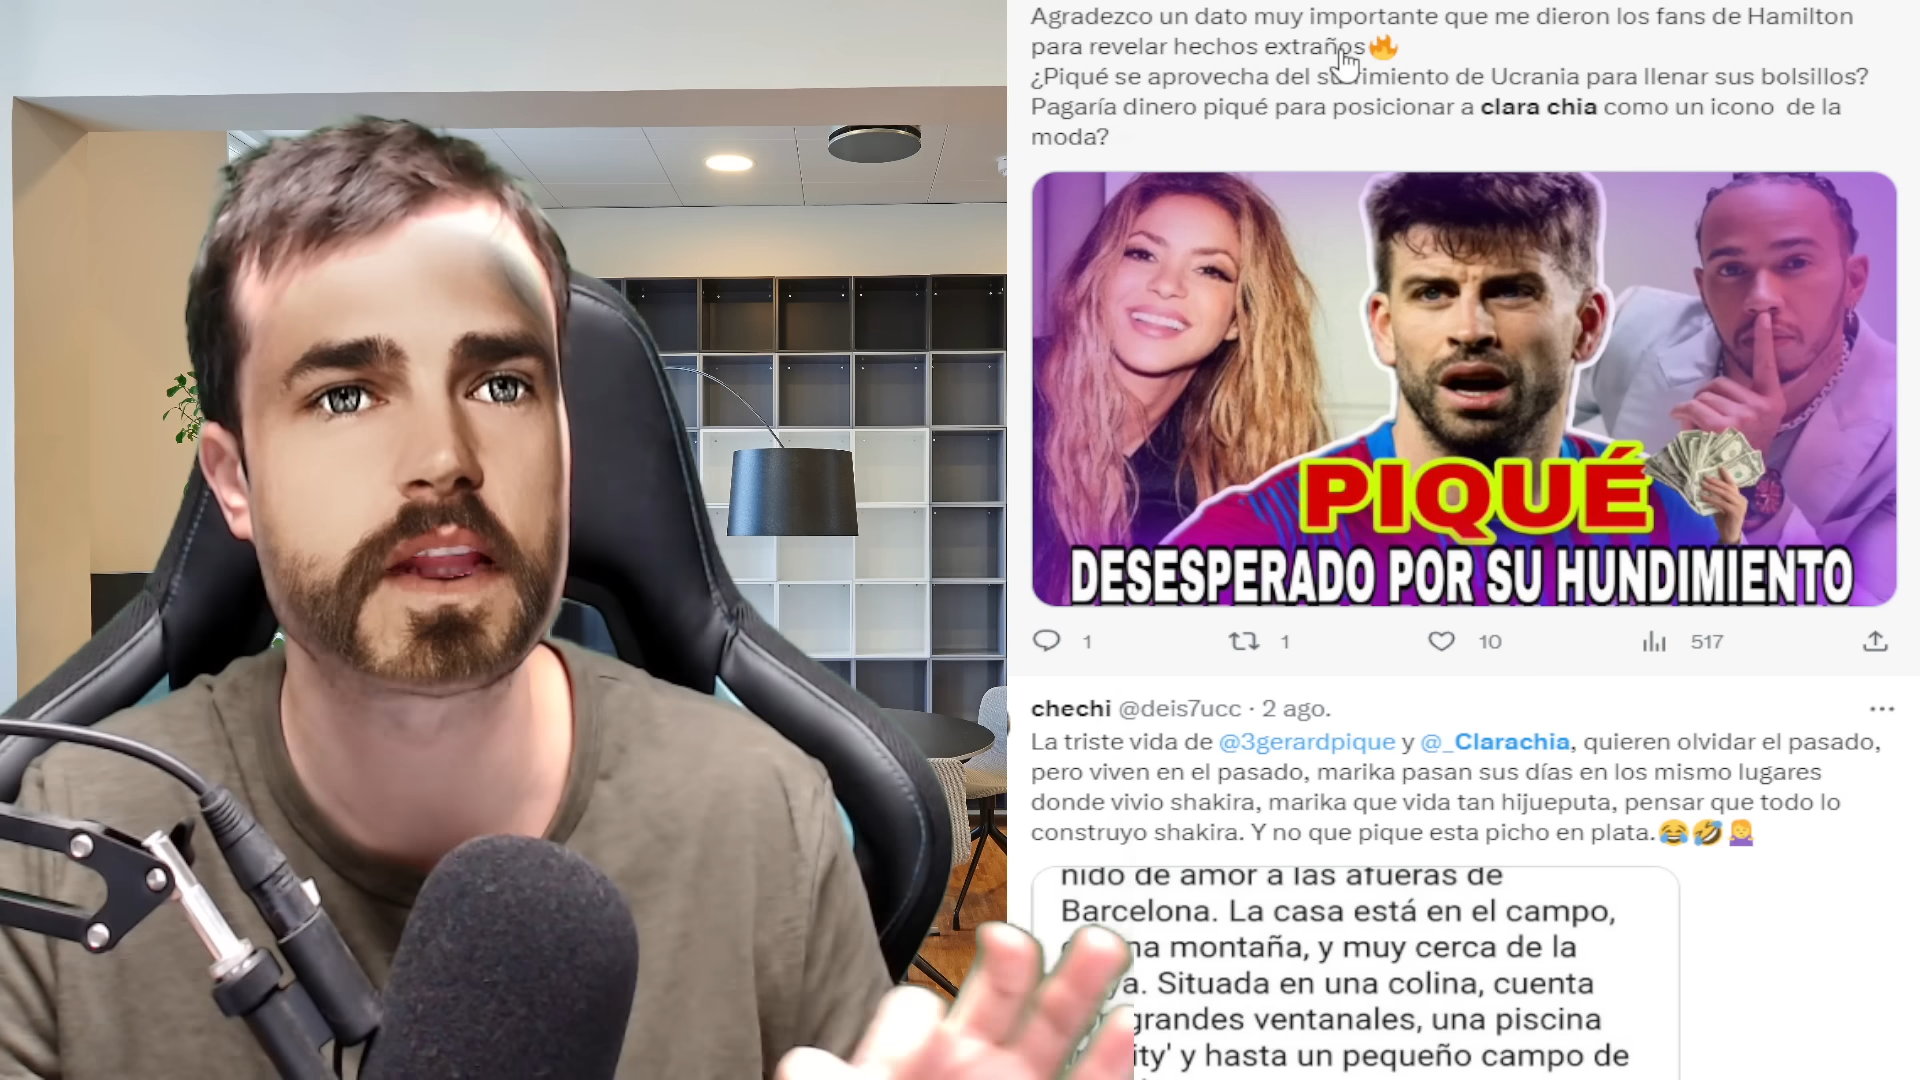 Agradezco un dato muy importante que me dieron los fans de Hamilton
para revelar hechos extraños🔥
¿Piqué se aprovecha del imiento de Ucrania para llenar sus bolsillos?
Pagaría dinero piqué para posicionar a clara chia como un icono de la
moda?
PIQUÉ
DESESPERADO POR SU HUNDIMIENTO
1
1
10
517
chechi @deis7ucc · 2 ago.
La triste vida de @3gerardpique y @_Clarachia, quieren olvidar el pasado,
pero viven en el pasado, marika pasan sus días en los mismo lugares
donde vivio shakira, marika que vida tan hijueputa, pensar que todo lo
construyo shakira. Y no que pique esta picho en plata.😂🤣🤷‍♀️
nido de amor a las afueras de
Barcelona. La casa está en el campo,
na montaña, y muy cerca de la
ya. Situada en una colina, cuenta
grandes ventanales, una piscina
ity' y hasta un pequeño campo de